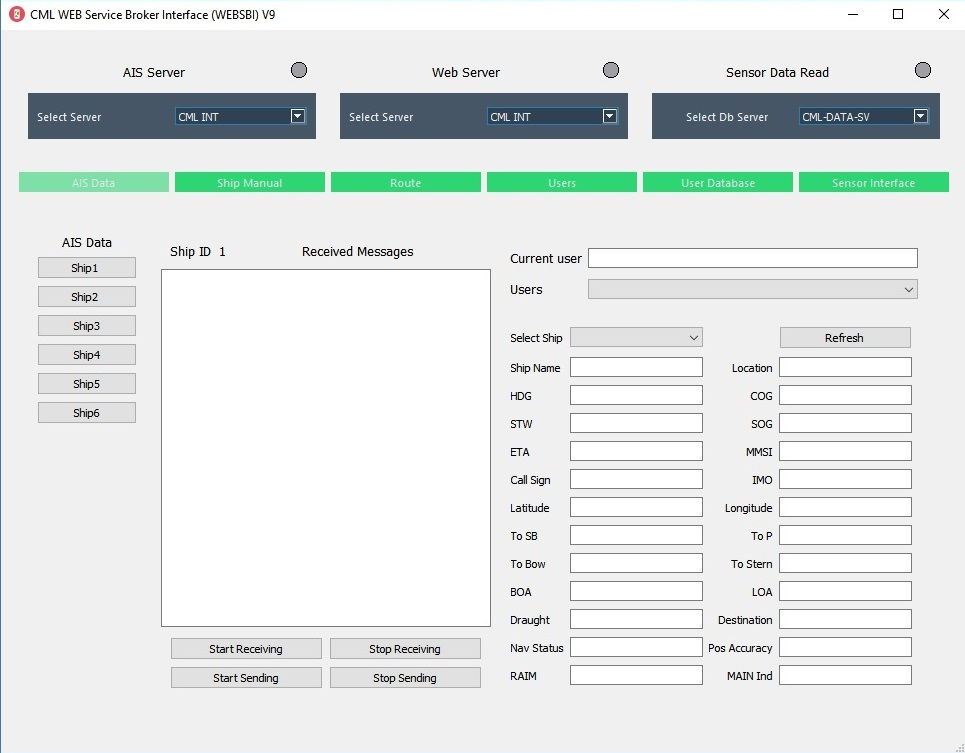 CML WEB Service Broker Interface (WEBSBI) V9
AIS Server
Web Server
Sensor Data Read
Select Server
CML INT
Select Server
CML INT
Select Db Server
CML-DATA-SV
AIS Data
Ship Manual
Route
Users
User Database
Sensor Interface
AIS Data
Ship1
Ship2
Ship3
Ship4
Ship5
Ship6
Ship ID 1
Received Messages
Start Receiving
Stop Receiving
Start Sending
Stop Sending
Current user
Users
Select Ship
Refresh
Ship Name
Location
HDG
COG
STW
SOG
ETA
MMSI
Call Sign
IMO
Latitude
Longitude
To SB
To P
To Bow
To Stern
BOA
LOA
Draught
Destination
Nav Status
Pos Accuracy
RAIM
MAIN Ind